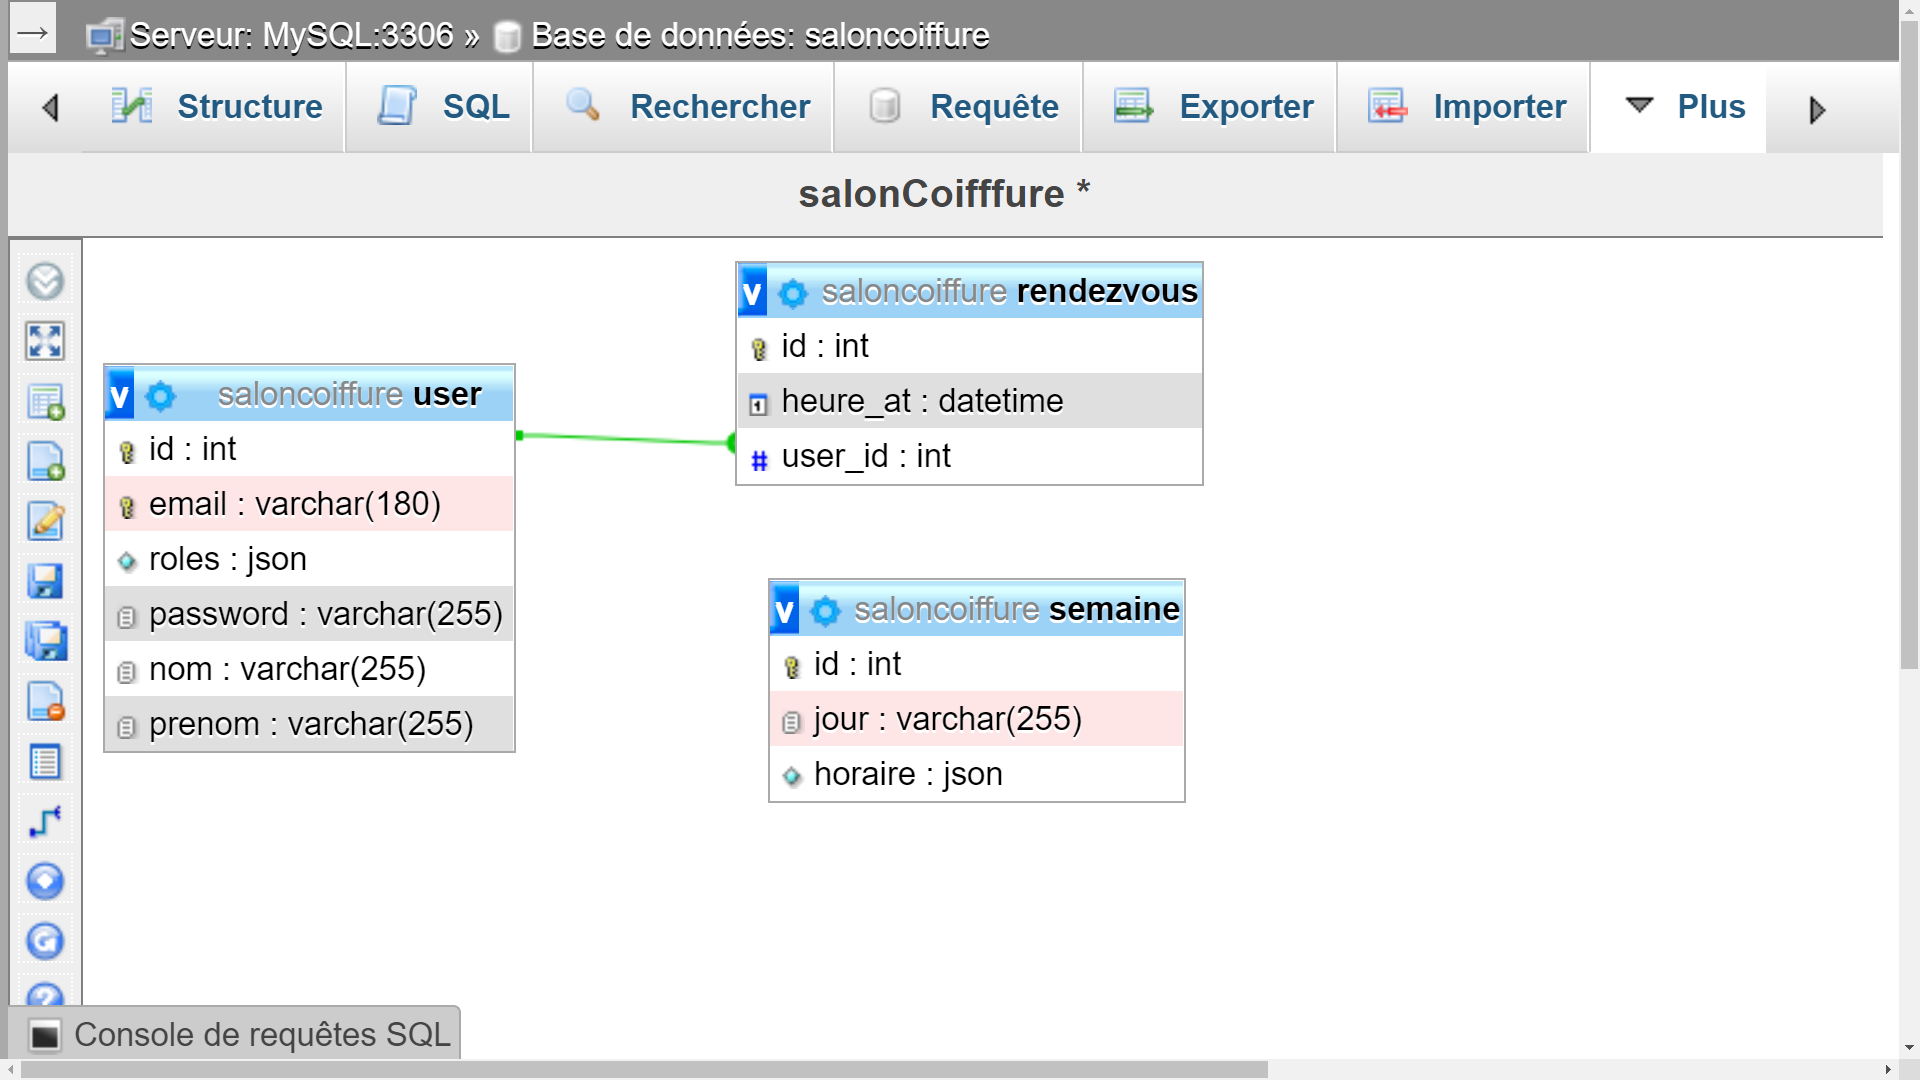 → Serveur: MySQL:3306 » Base de données: saloncoiffure
Structure SQL Rechercher Requête Exporter Importer Plus
salonCoifffure *
v saloncoiffure rendezvous
id : int
heure_at : datetime
# user_id : int
v saloncoiffure user
id : int
email : varchar(180)
roles : json
password : varchar(255)
nom : varchar(255)
prenom : varchar(255)
v saloncoiffure semaine
id : int
jour : varchar(255)
horaire : json
Console de requêtes SQL